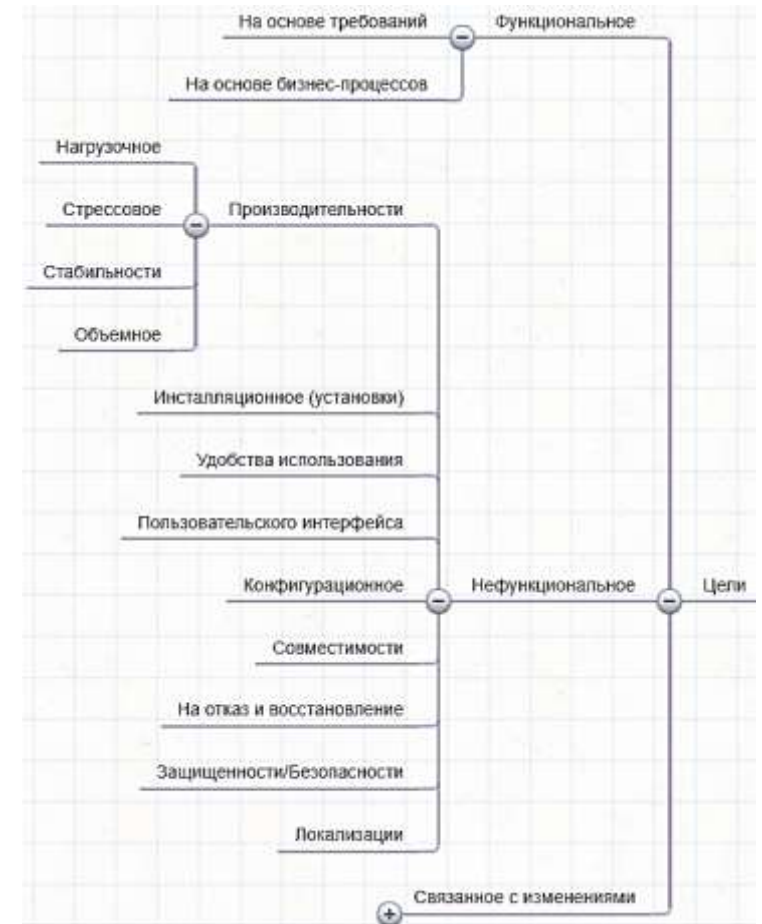 На основе требований
Функциональное
На основе бизнес-процессов
Нагрузочное
Стрессовое
Производительности
Стабильности
Объемное
Инсталляционное (установки)
Удобства использования
Пользовательского интерфейса
Конфигурационное
Нефункциональное
Цели
Совместимости
На отказ и восстановление
Защищенности/Безопасности
Локализации
Связанное с изменениями